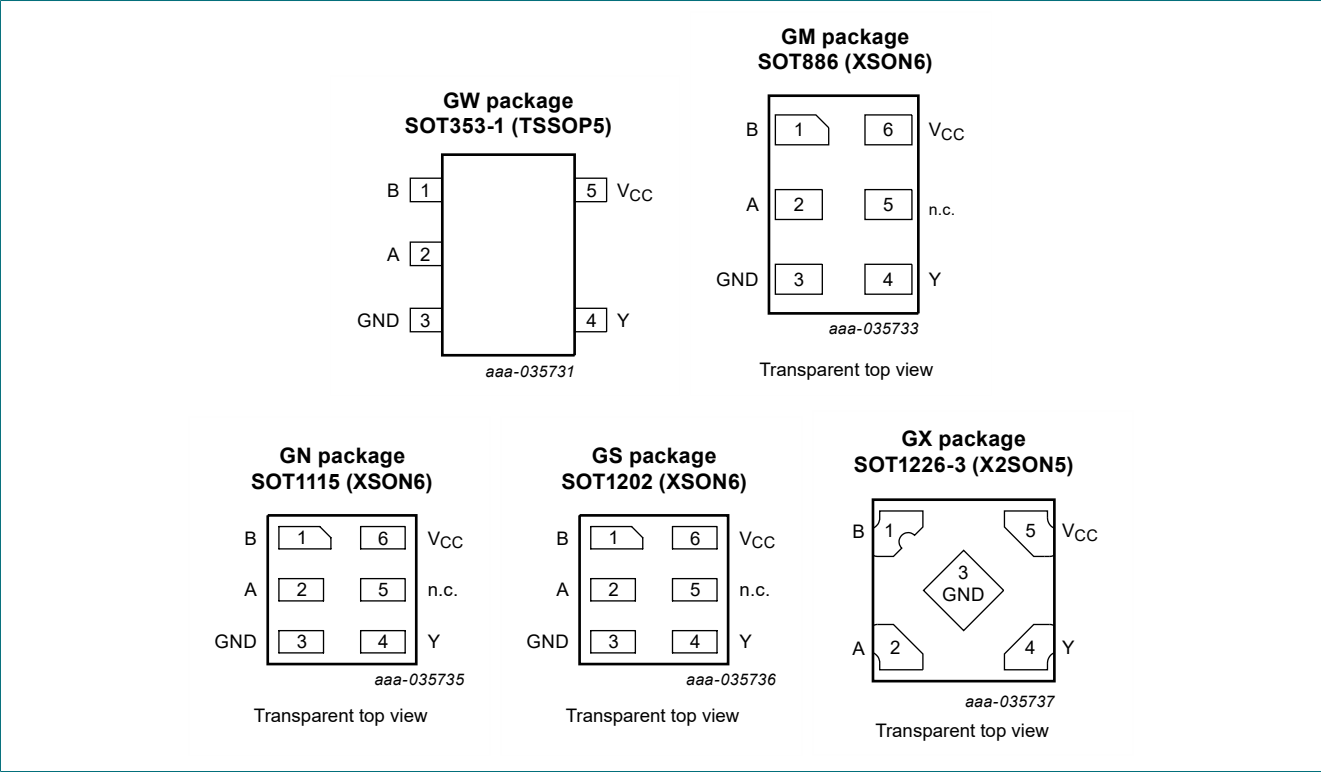 GW package
SOT353-1 (TSSOP5)
B 1 5 VCC
A 2
GND 3 4 Y
aaa-035731
GM package
SOT886 (XSON6)
B 1 6 VCC
A 2 5 n.c.
GND 3 4 Y
aaa-035733
Transparent top view
GN package
SOT1115 (XSON6)
B 1 6 VCC
A 2 5 n.c.
GND 3 4 Y
aaa-035735
Transparent top view
GS package
SOT1202 (XSON6)
B 1 6 VCC
A 2 5 n.c.
GND 3 4 Y
aaa-035736
Transparent top view
GX package
SOT1226-3 (X2SON5)
B 1 5 VCC
3
GND
A 2 4 Y
aaa-035737
Transparent top view